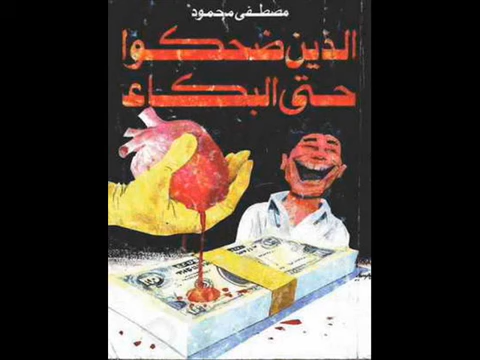 مصطفى محمود
الذين ضحكوا
حتى البكاء